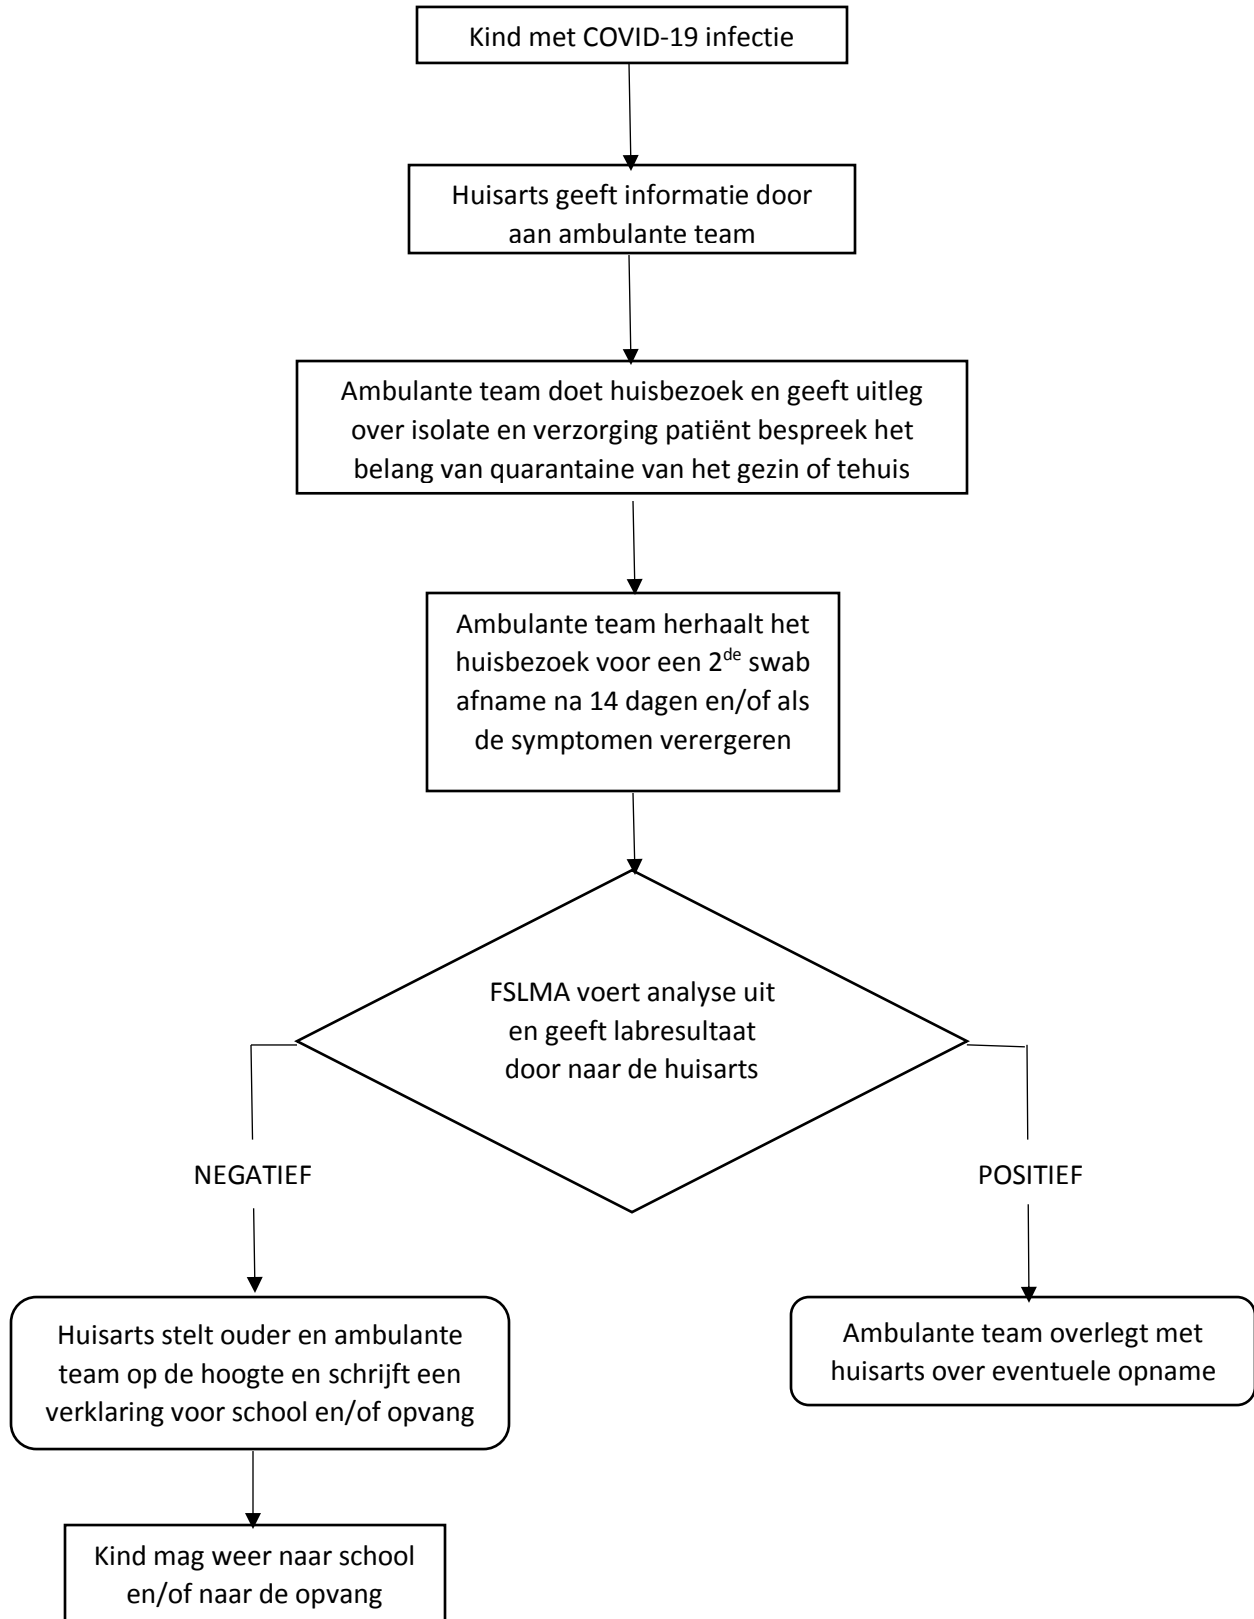 Kind met COVID-19 infectie
Huisarts geeft informatie door
aan ambulante team
Ambulante team doet huisbezoek en geeft uitleg
over isolate en verzorging patiënt bespreek het
belang van quarantaine van het gezin of tehuis
Ambulante team herhaalt het
huisbezoek voor een 2de swab
afname na 14 dagen en/of als
de symptomen verergeren
FSLMA voert analyse uit
en geeft labresultaat
door naar de huisarts
NEGATIEF
POSITIEF
Huisarts stelt ouder en ambulante
team op de hoogte en schrijft een
verklaring voor school en/of opvang
Ambulante team overlegt met
huisarts over eventuele opname
Kind mag weer naar school
en/of naar de opvang